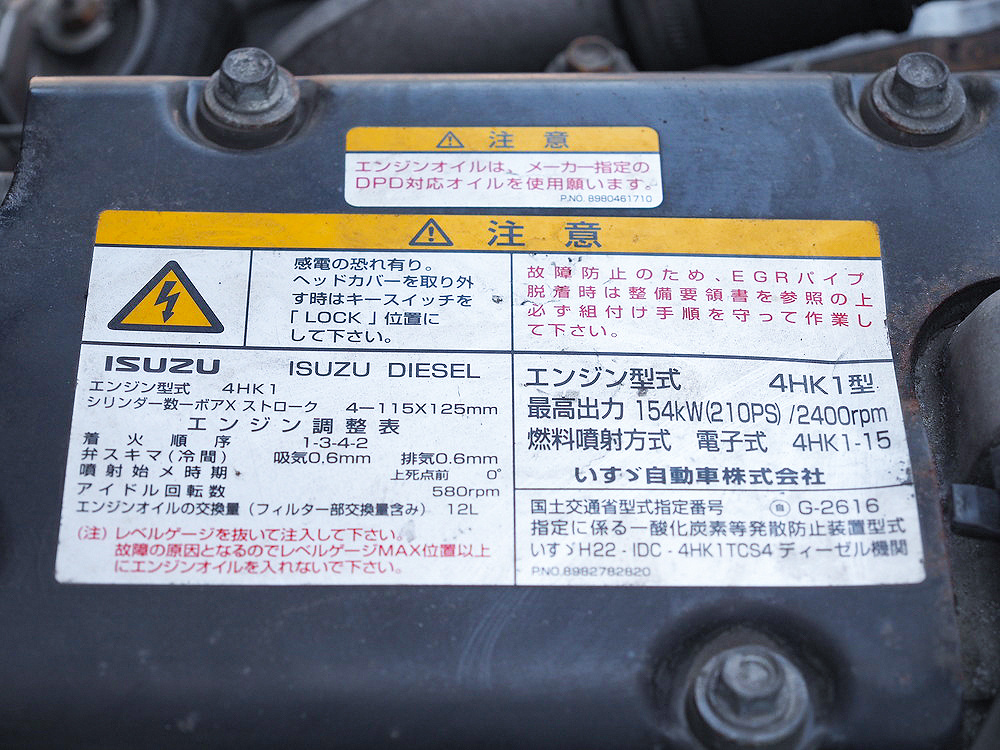 ⚠ 注意
エンジンオイルは、メーカー指定の
DPD対応オイルを使用願います。
P.NO. 8980461710
⚠ 注意
感電の恐れ有り。
ヘッドカバーを取り外
す時はキースイッチを
「LOCK」位置に
して下さい。
故障防止のため、EGRパイプ
脱着時は整備要領書を参照の上
必ず組付け手順を守って作業し
て下さい。
ISUZU ISUZU DIESEL
エンジン型式 4HK1
シリンダー数ーボアX ストローク 4ー115X125mm
エンジン調整表
着火順序 1-3-4-2
弁スキマ(冷間) 吸気0.6mm 排気0.6mm
噴射始メ時期 上死点前 0°
アイドル回転数 580rpm
エンジンオイルの交換量(フィルター部交換量含み) 12L
(注) レベルゲージを抜いて注入して下さい。
故障の原因となるのでレベルゲージMAX位置以上
にエンジンオイルを入れないで下さい。
エンジン型式 4HK1型
最高出力 154kW(210PS) /2400rpm
燃料噴射方式 電子式 4HK1-15
いすゞ自動車株式会社
国土交通省型式指定番号 ㊂ G-2616
指定に係る一酸化炭素等発散防止装置型式
いすゞH22 - IDC - 4HK1TCS4 ディーゼル機関
P.NO.8982782820